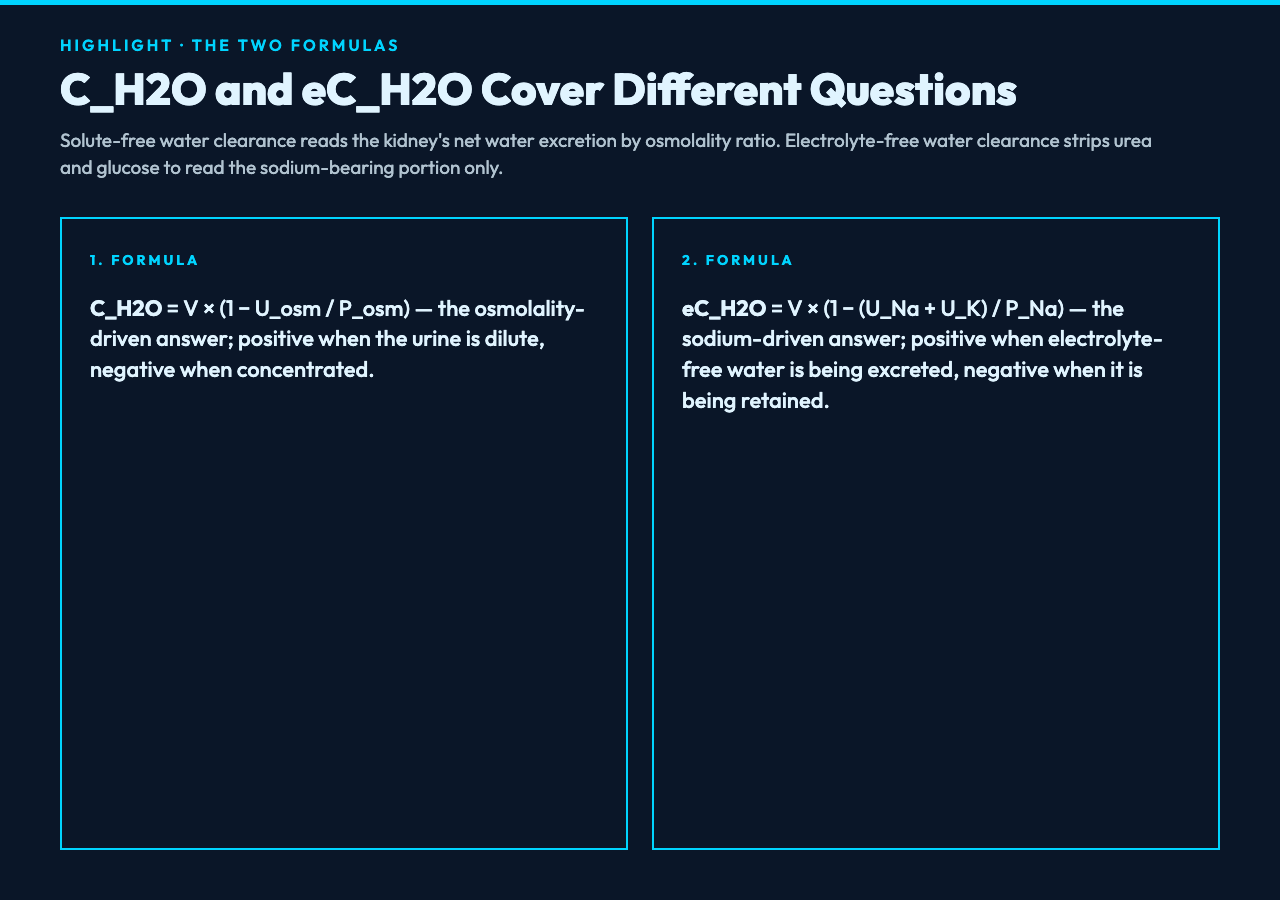 HIGHLIGHT · THE TWO FORMULAS
C_H2O and eC_H2O Cover Different Questions
Solute-free water clearance reads the kidney's net water excretion by osmolality ratio. Electrolyte-free water clearance strips urea
and glucose to read the sodium-bearing portion only.
1. FORMULA
C_H2O = V × (1 − U_osm / P_osm) — the osmolality-
driven answer; positive when the urine is dilute,
negative when concentrated.
2. FORMULA
eC_H2O = V × (1 − (U_Na + U_K) / P_Na) — the
sodium-driven answer; positive when electrolyte-
free water is being excreted, negative when it is
being retained.